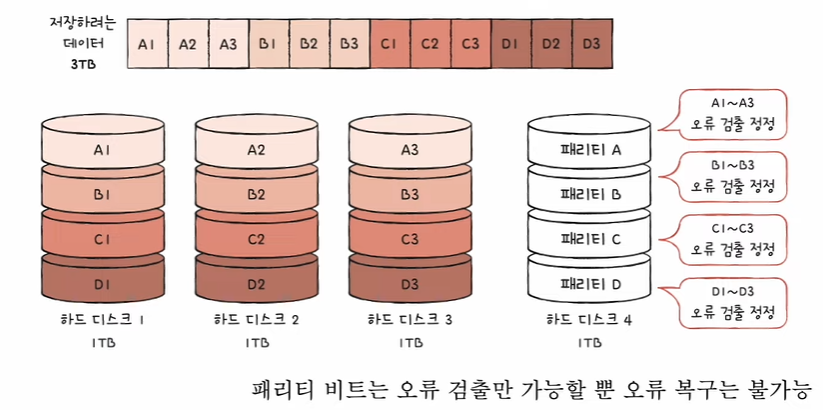 저장하려는
데이터
3TB
A1 A2 A3 B1 B2 B3 C1 C2 C3 D1 D2 D3
A1 A2 A3 패리티 A
A1~A3
오류 검출 정정
B1 B2 B3 패리티 B
B1~B3
오류 검출 정정
C1 C2 C3 패리티 C
C1~C3
오류 검출 정정
D1 D2 D3 패리티 D
D1~D3
오류 검출 정정
하드 디스크 1 하드 디스크 2 하드 디스크 3 하드 디스크 4
1TB 1TB 1TB 1TB
패리티 비트는 오류 검출만 가능할 뿐 오류 복구는 불가능